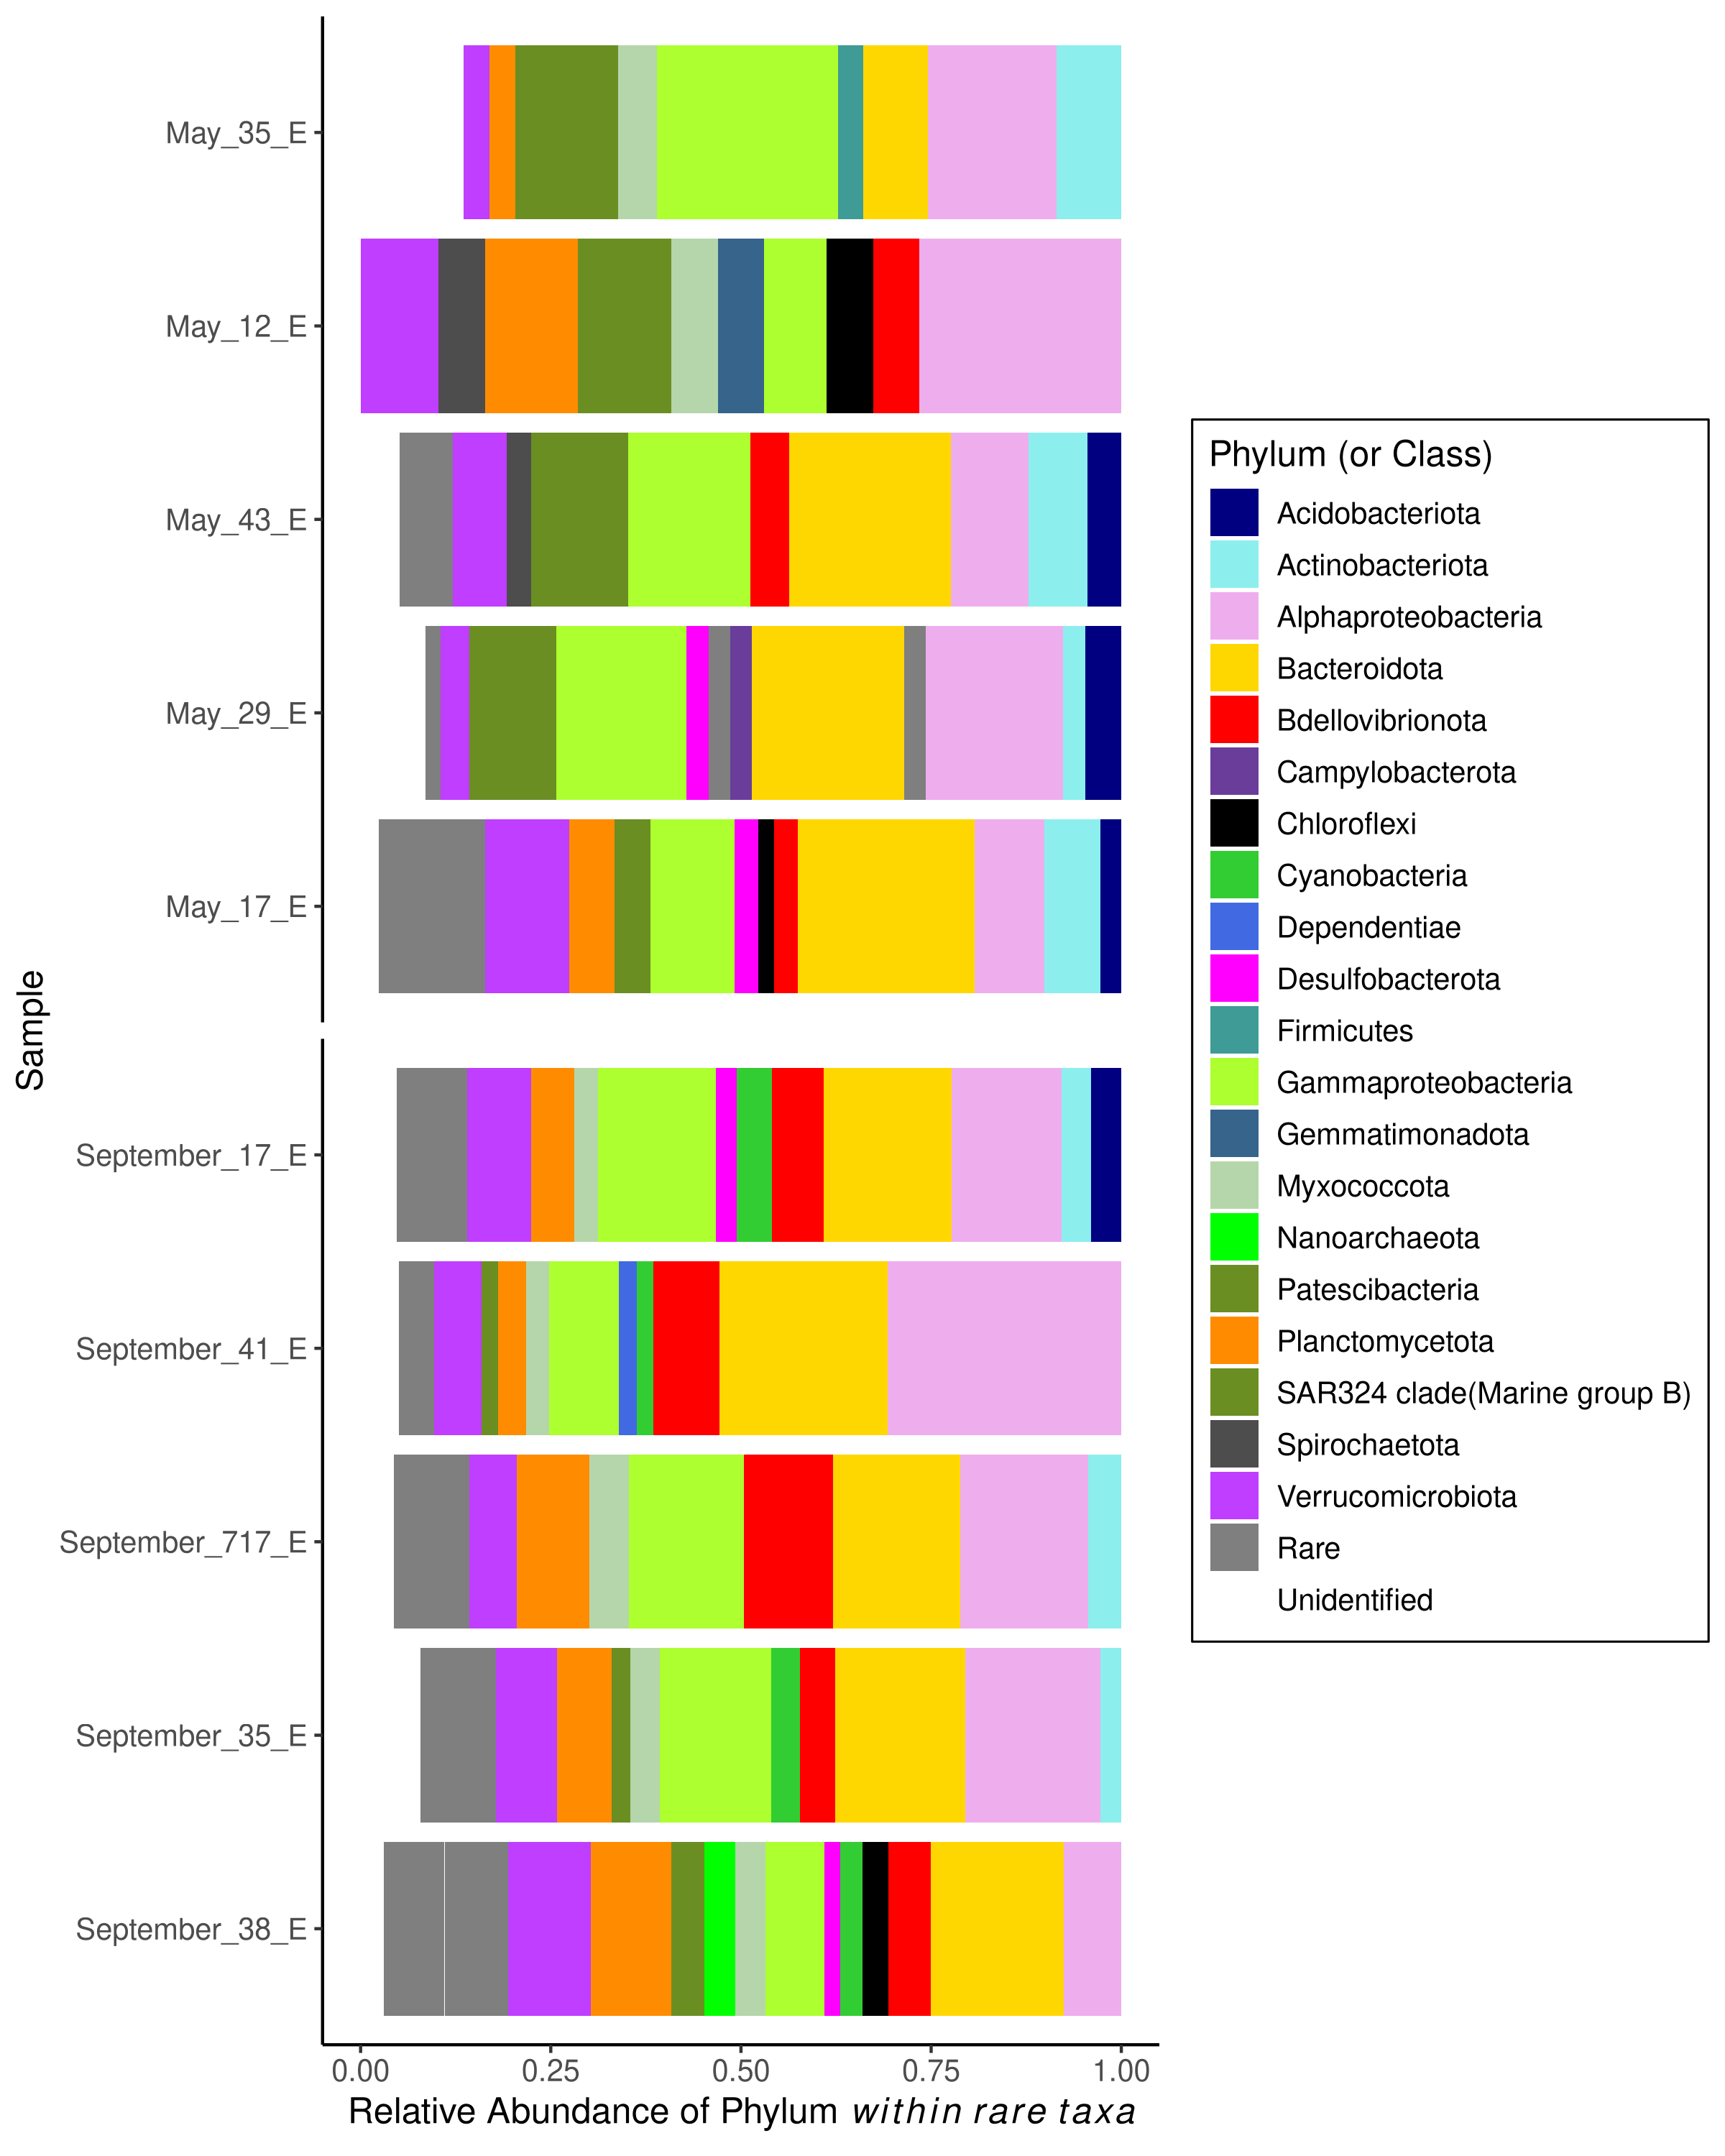 May_35_E
May_12_E
May_43_E
May_29_E
May_17_E
September_17_E
September_41_E
September_717_E
September_35_E
September_38_E
Sample
0.00 0.25 0.50 0.75 1.00
Relative Abundance of Phylum within rare taxa
Phylum (or Class)
Acidobacteriota
Actinobacteriota
Alphaproteobacteria
Bacteroidota
Bdellovibrionota
Campylobacterota
Chloroflexi
Cyanobacteria
Dependentiae
Desulfobacterota
Firmicutes
Gammaproteobacteria
Gemmatimonadota
Myxococcota
Nanoarchaeota
Patescibacteria
Planctomycetota
SAR324 clade(Marine group B)
Spirochaetota
Verrucomicrobiota
Rare
Unidentified